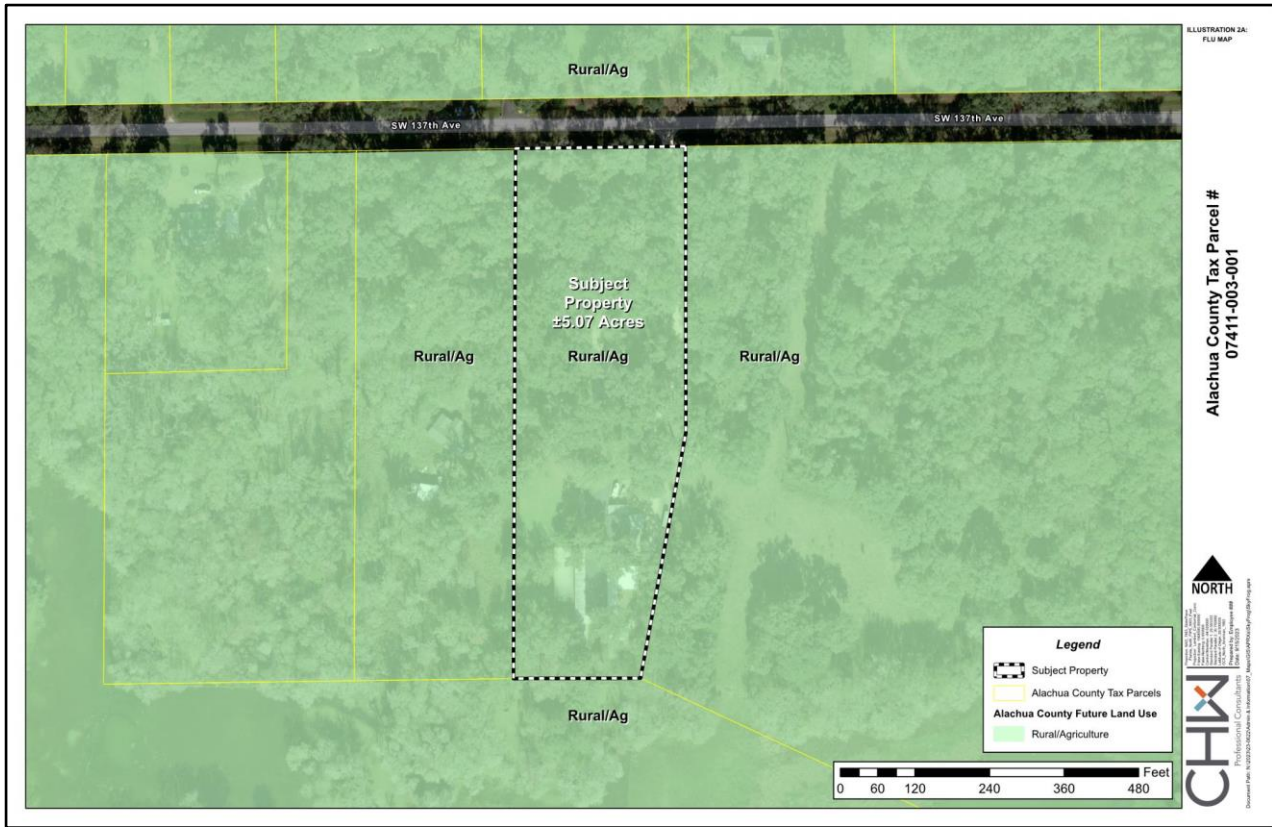 ILLUSTRATION 2A:
FLU MAP
Rural/Ag
SW 137th Ave
SW 137th Ave
Subject
Property
±5.07 Acres
Rural/Ag
Rural/Ag
Rural/Ag
Rural/Ag
Alachua County Tax Parcel #
07411-003-001
NORTH
Legend
Subject Property
Alachua County Tax Parcels
Alachua County Future Land Use
Rural/Agriculture
Feet
0 60 120 240 360 480
CHW
Professional Consultants